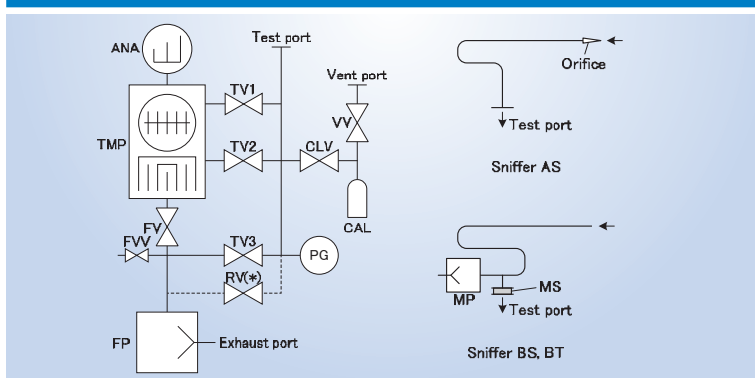 ANA
Test port
Vent port
TV1
VV
TMP
TV2
CLV
CAL
FV
FVV
TV3
PG
RV(*)
FP
Exhaust port
Orifice
Test port
Sniffer AS
MP
MS
Test port
Sniffer BS, BT